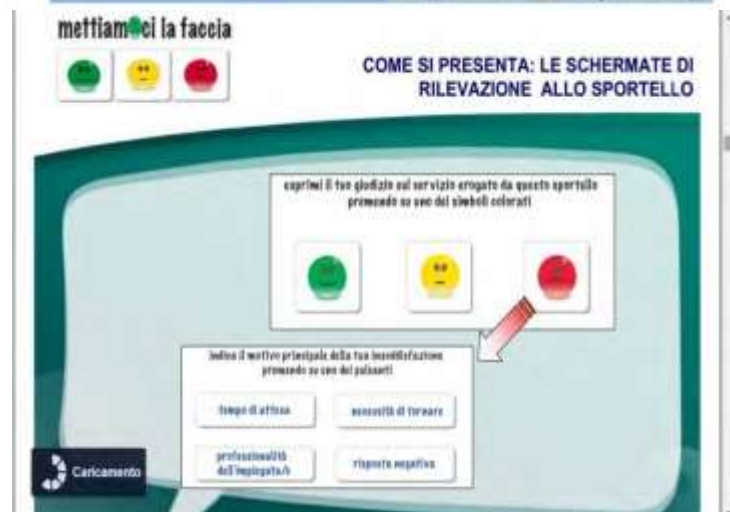 mettiamoci la faccia
COME SI PRESENTA: LE SCHERMATE DI
RILEVAZIONE ALLO SPORTELLO
esprimi il tuo giudizio sul servizio erogato da questo sportello
premendo su uno dei simboli colorati
indica il motivo principale della tua insoddisfazione
premendo su uno dei pulsanti
tempo di attesa
necessità di tornare
professionalità
dell'impiegato/a
risposta negativa
Caricamento